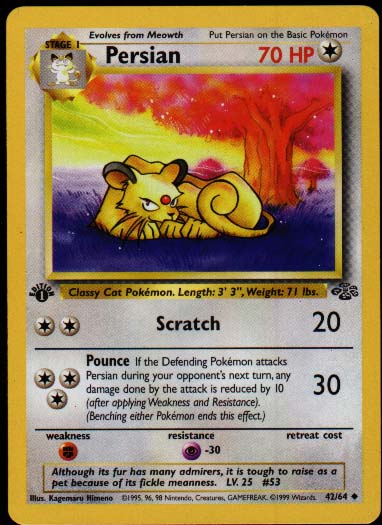 Evolves from Meowth Put Pokémon on the Basic Pokémon
STAGE 1
Persian 70 HP
Classy Cat Pokémon. Length: 3' 3", Weight: 71 lbs.
EDITION
1
Scratch 20
Pounce If the Defending Pokémon attacks
Persian during your opponent's next turn, any
damage done by the attack is reduced by 10
(after applying Weakness and Resistance).
(Benching either Pokémon ends this effect.)
30
weakness resistance retreat cost
-30
Although its fur has many admirers, it is tough to raise as a
pet because of its fickle meanness. LV. 25 #53
Illus. Kagemaru Himeno ©1995, 96, 98 Nintendo, Creatures, GAMEFREAK. ©1999 Wizards. 42/64